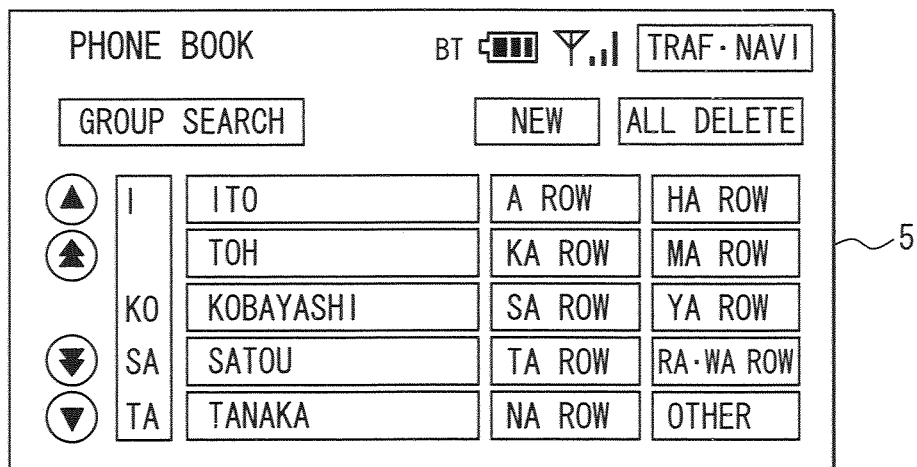 PHONE BOOK BT TRAF·NAVI
GROUP SEARCH NEW ALL DELETE
I ITO A ROW HA ROW
TOH KA ROW MA ROW
5
KO KOBAYASHI SA ROW YA ROW
SA SATOU TA ROW RA·WA ROW
TA TANAKA NA ROW OTHER